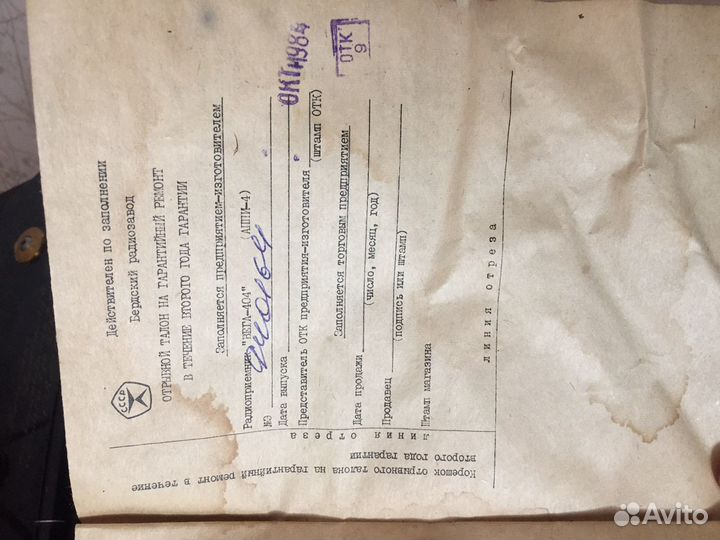 Действителен по заполнении
Бердский радиозавод
ОТРЫВНОЙ ТАЛОН НА ГАРАНТИЙНЫЙ РЕМОНТ
В ТЕЧЕНИЕ ВТОРОГО ГОДА ГАРАНТИИ
СССР
Заполняется предприятием-изготовителем
Радиоприемник "ВЕГА-404" (АППИ-4)
№
Дата выпуска ОКТ 1984
Представитель ОТК предприятия-изготовителя
(штамп ОТК)
ОТК
9
Заполняется торговым предприятием
Дата продажи
(число, месяц, год)
Продавец
(подпись или штамп)
Штамп магазина
линия отреза
линия отреза
Корешок отрывного талона на гарантийный ремонт в течение
второго года гарантии
Avito